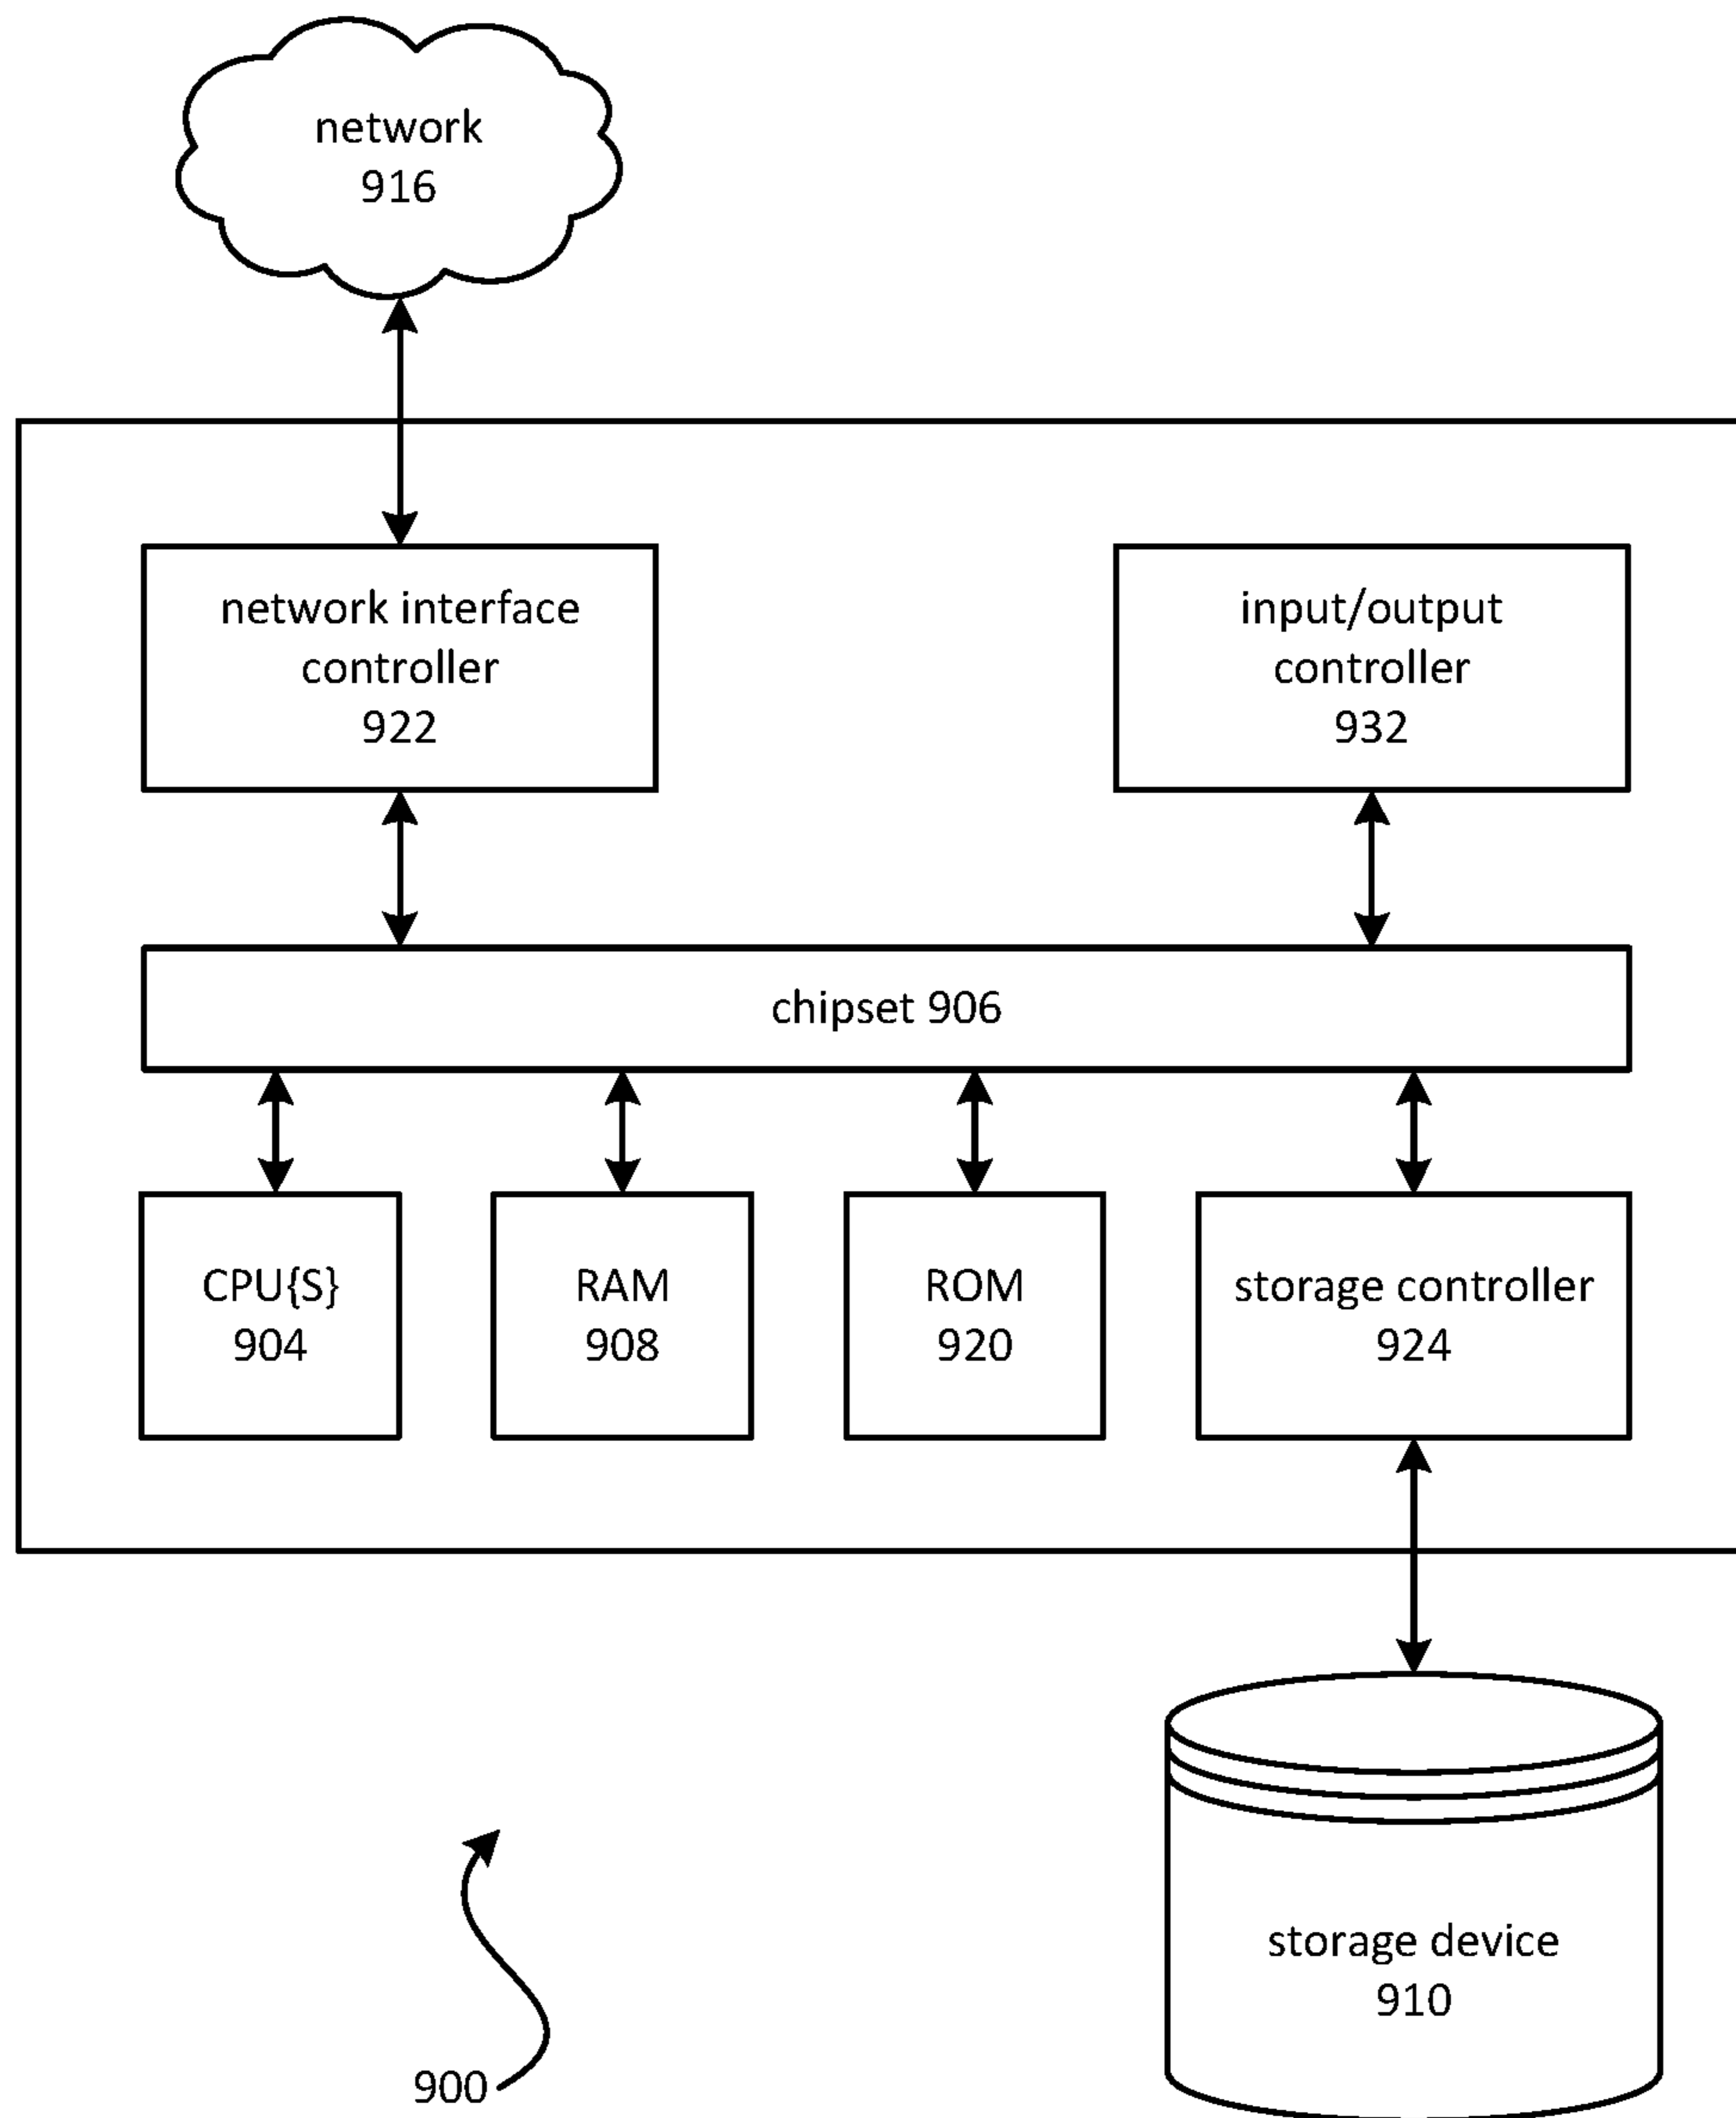 network
916
network interface
controller
922
input/output
controller
932
chipset 906
CPU{S}
904
RAM
908
ROM
920
storage controller
924
storage device
910
900